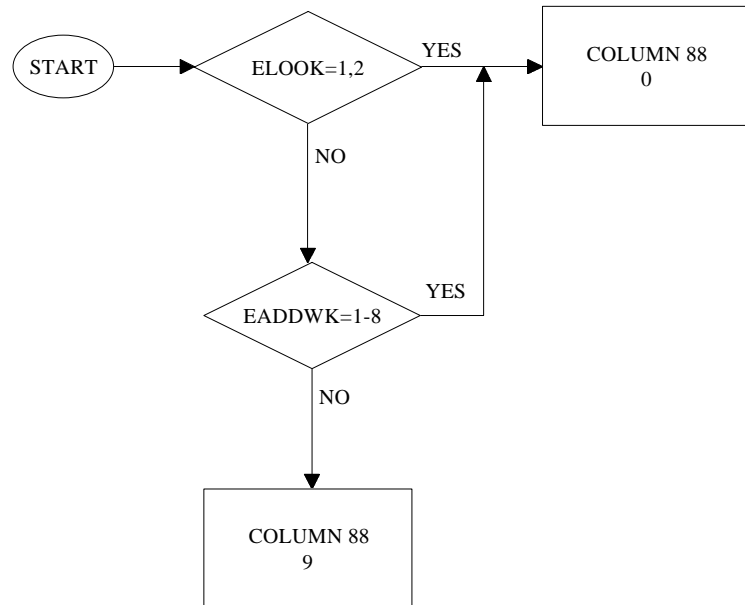 START
ELOOK=1,2
YES
COLUMN 88
0
NO
EADDWK=1-8
YES
NO
COLUMN 88
9